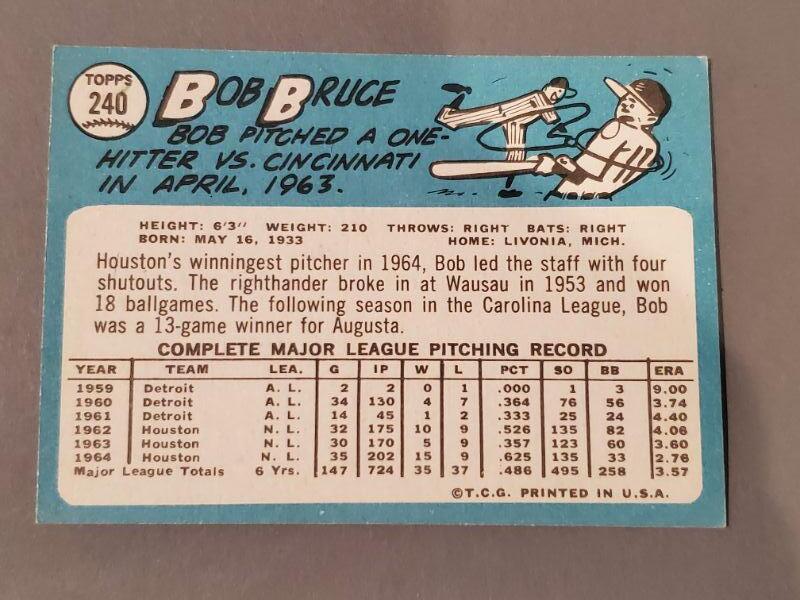 TOPPS
240
BOB BRUCE
BOB PITCHED A ONE-
HITTER VS. CINCINNATI
IN APRIL, 1963.
HEIGHT: 6'3" WEIGHT: 210 THROWS: RIGHT BATS: RIGHT
BORN: MAY 16, 1933 HOME: LIVONIA, MICH.
Houston's winningest pitcher in 1964, Bob led the staff with four
shutouts. The righthander broke in at Wausau in 1953 and won
18 ballgames. The following season in the Carolina League, Bob
was a 13-game winner for Augusta.
COMPLETE MAJOR LEAGUE PITCHING RECORD
YEAR TEAM LEA. G IP W L PCT SO BB ERA
1959 Detroit A. L. 2 2 0 1 .000 1 3 9.00
1960 Detroit A. L. 34 130 4 7 .364 76 56 3.74
1961 Detroit A. L. 14 45 1 2 .333 25 24 4.40
1962 Houston N. L. 32 175 10 9 .526 135 82 4.06
1963 Houston N. L. 30 170 5 9 .357 123 60 3.60
1964 Houston N. L. 35 202 15 9 .625 135 33 2.76
Major League Totals 6 Yrs. 147 724 35 37 .486 495 258 3.57
©T.C.G. PRINTED IN U.S.A.